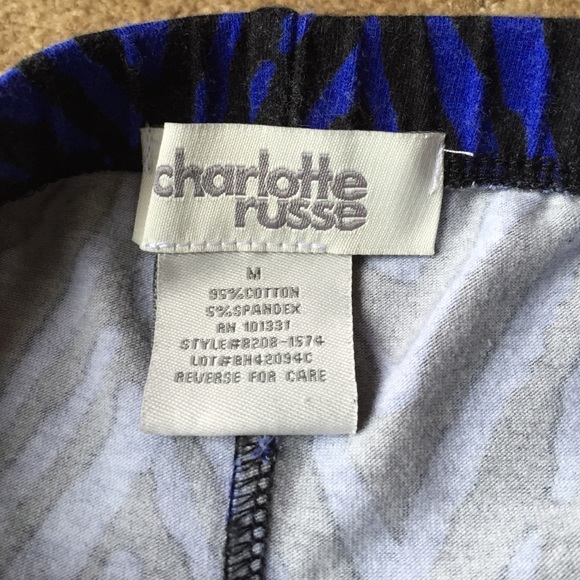 charlotte
russe
M
95%COTTON
5%SPANDEX
RN 101331
STYLE#8208-1574
LOT#BH42094C
REVERSE FOR CARE